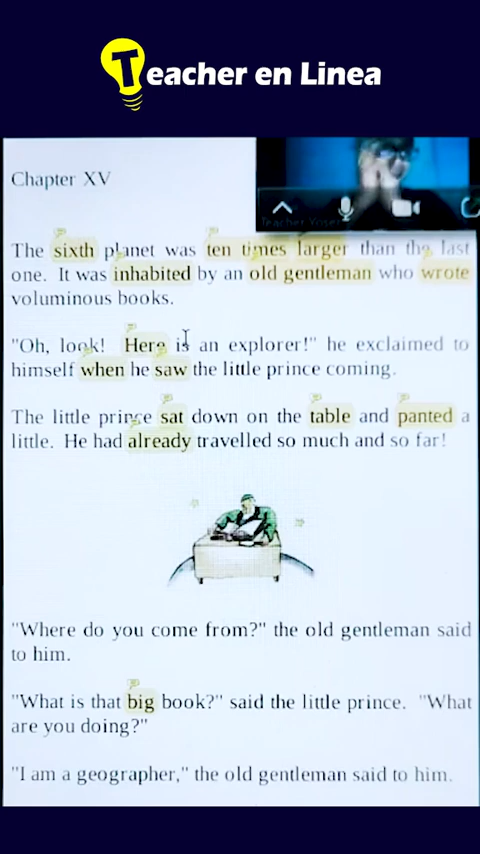 Teacher en Linea
Chapter XV
The sixth planet was ten times larger than the last
one. It was inhabited by an old gentleman who wrote
voluminous books.
"Oh, look! Here is an explorer!" he exclaimed to
himself when he saw the little prince coming.
The little prince sat down on the table and panted a
little. He had already travelled so much and so far!
"Where do you come from?" the old gentleman said
to him.
"What is that big book?" said the little prince. "What
are you doing?"
"I am a geographer," the old gentleman said to him.